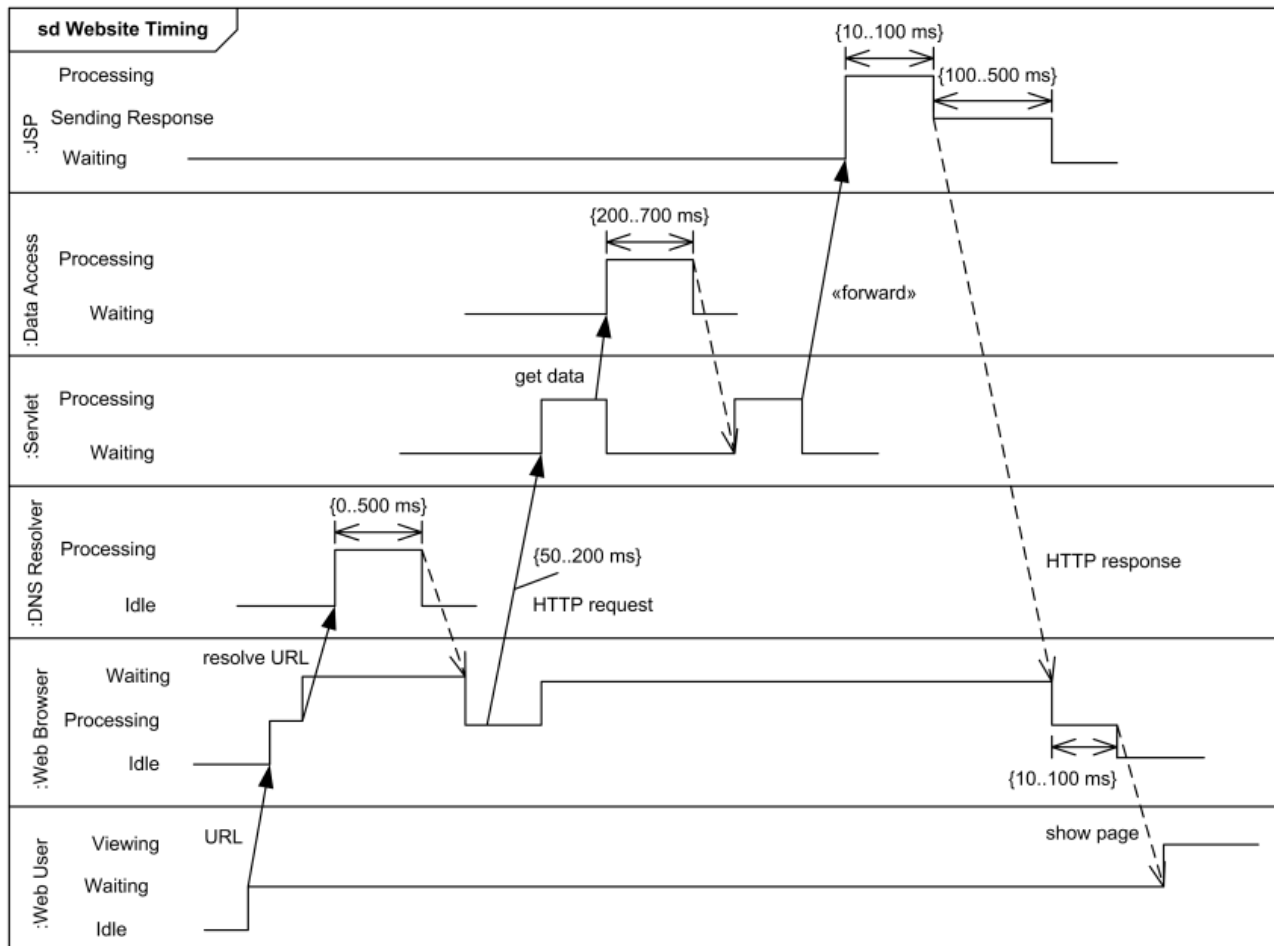 sd Website Timing
{10..100 ms}
{100..500 ms}
:JSP
Processing
Sending Response
Waiting
{200..700 ms}
:Data Access
Processing
Waiting
«forward»
get data
:Servlet
Processing
Waiting
{0..500 ms}
:DNS Resolver
Processing
Idle
{50..200 ms}
HTTP request
HTTP response
resolve URL
:Web Browser
Waiting
Processing
Idle
{10..100 ms}
:Web User
URL
show page
Viewing
Waiting
Idle